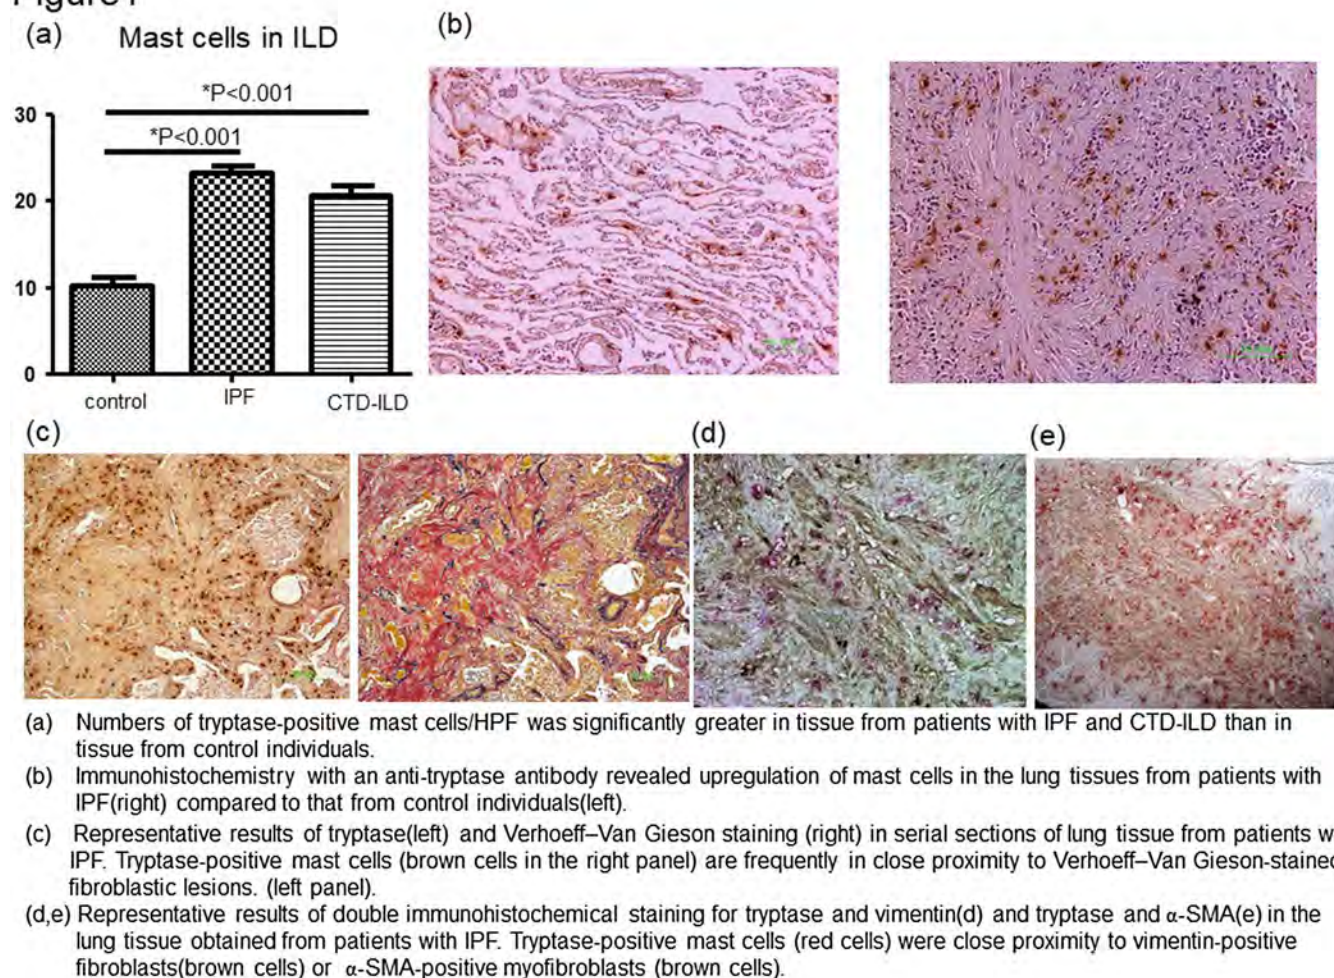 (a) Mast cells in ILD
*P<0.001
*P<0.001
30
20
10
0
control
IPF
CTD-ILD
(b)
(c)
(d)
(e)
(a) Numbers of tryptase-positive mast cells/HPF was significantly greater in tissue from patients with IPF and CTD-ILD than in
tissue from control individuals.
(b) Immunohistochemistry with an anti-tryptase antibody revealed upregulation of mast cells in the lung tissues from patients with
IPF(right) compared to that from control individuals(left).
(c) Representative results of tryptase(left) and Verhoeff–Van Gieson staining (right) in serial sections of lung tissue from patients w
IPF. Tryptase-positive mast cells (brown cells in the right panel) are frequently in close proximity to Verhoeff–Van Gieson-stained
fibroblastic lesions. (left panel).
(d,e) Representative results of double immunohistochemical staining for tryptase and vimentin(d) and tryptase and α-SMA(e) in the
lung tissue obtained from patients with IPF. Tryptase-positive mast cells (red cells) were close proximity to vimentin-positive
fibroblasts(brown cells) or α-SMA-positive myofibroblasts (brown cells).